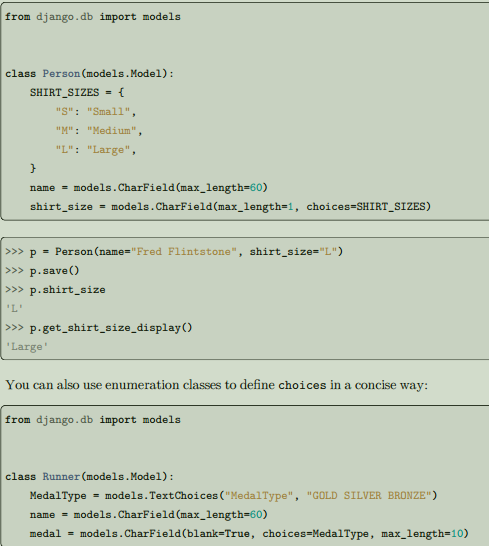 from django.db import models
class Person(models.Model):
    SHIRT_SIZES = {
        "S": "Small",
        "M": "Medium",
        "L": "Large",
    }
    name = models.CharField(max_length=60)
    shirt_size = models.CharField(max_length=1, choices=SHIRT_SIZES)
>>> p = Person(name="Fred Flintstone", shirt_size="L")
>>> p.save()
>>> p.shirt_size
'L'
>>> p.get_shirt_size_display()
'Large'
You can also use enumeration classes to define choices in a concise way:
from django.db import models
class Runner(models.Model):
    MedalType = models.TextChoices("MedalType", "GOLD SILVER BRONZE")
    name = models.CharField(max_length=60)
    medal = models.CharField(blank=True, choices=MedalType, max_length=10)